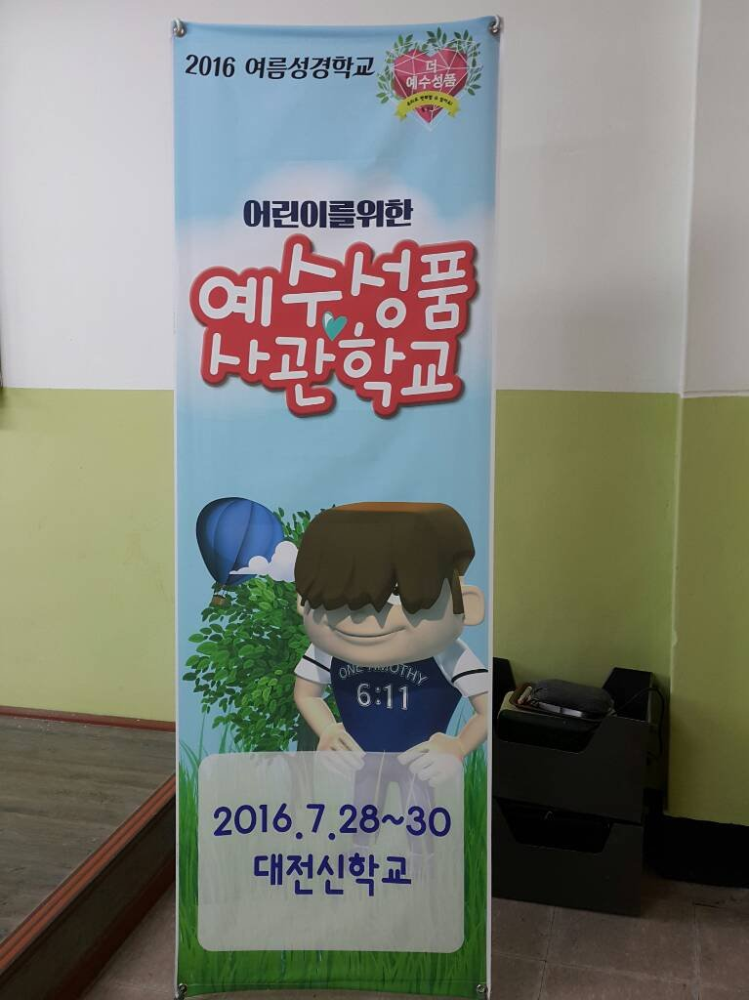 2016 여름성경학교
더
예수성품
어린이를위한
예수성품
사관학교
ONE TIMOTHY
6:11
2016.7.28~30
대전신학교